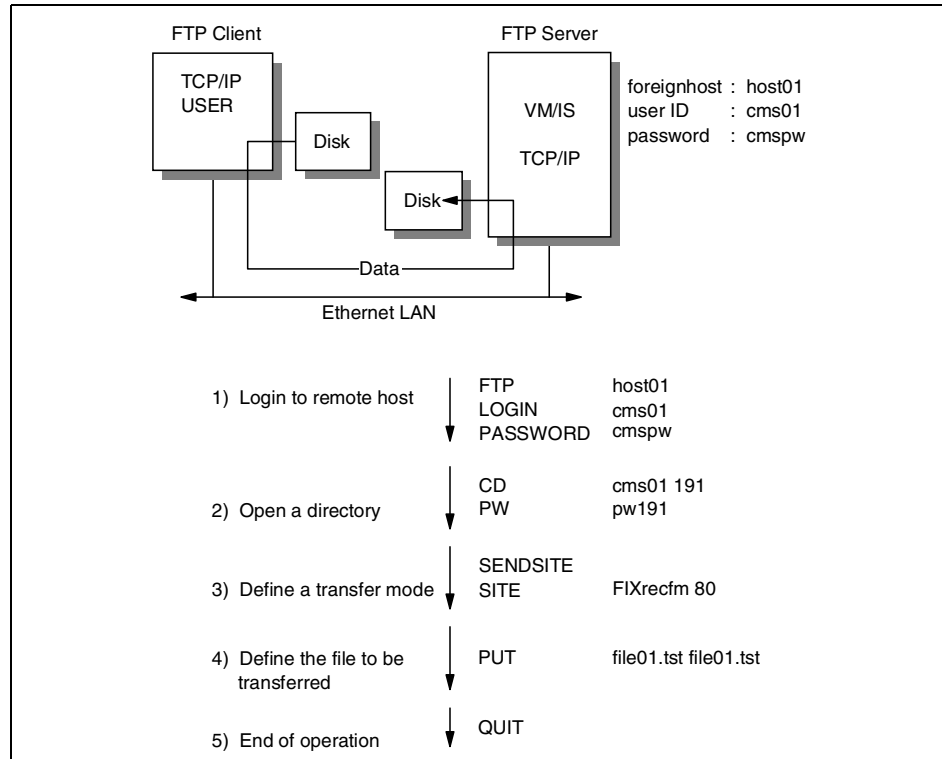 FTP Client
FTP Server
TCP/IP
USER
Disk
Disk
VM/IS
TCP/IP
foreignhost : host01
user ID : cms01
password : cmspw
Data
Ethernet LAN
1) Login to remote host
FTP host01
LOGIN cms01
PASSWORD cmspw
2) Open a directory
CD cms01 191
PW pw191
3) Define a transfer mode
SENDSITE
SITE FIXrecfm 80
4) Define the file to be
transferred
PUT file01.tst file01.tst
5) End of operation
QUIT